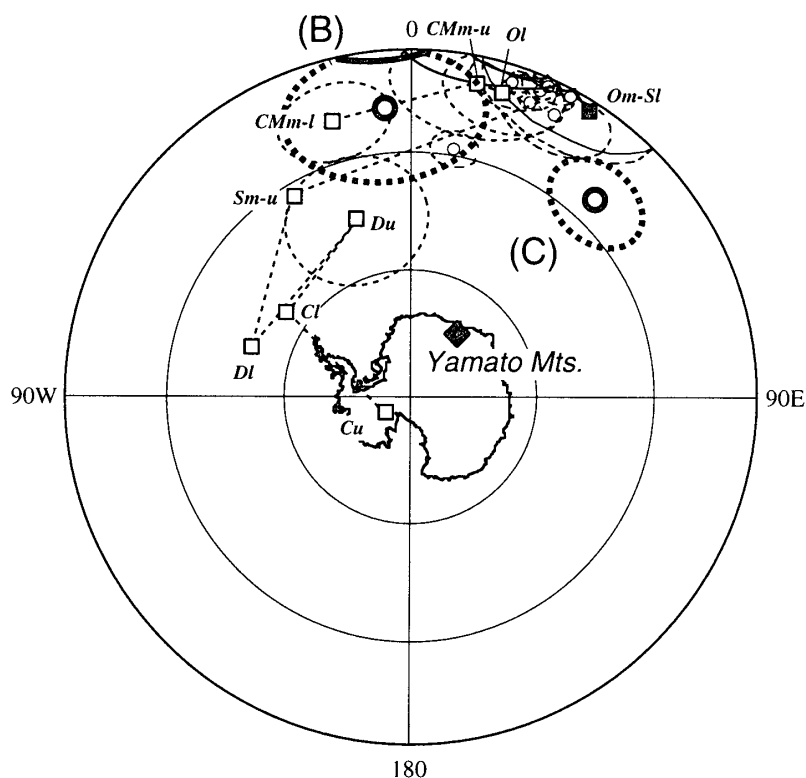 (B)
0
CMm-u
Ol
Om-Sl
CMm-l
Sm-u
Du
(C)
Cl
Dl
Yamato Mts.
90W
90E
Cu
180